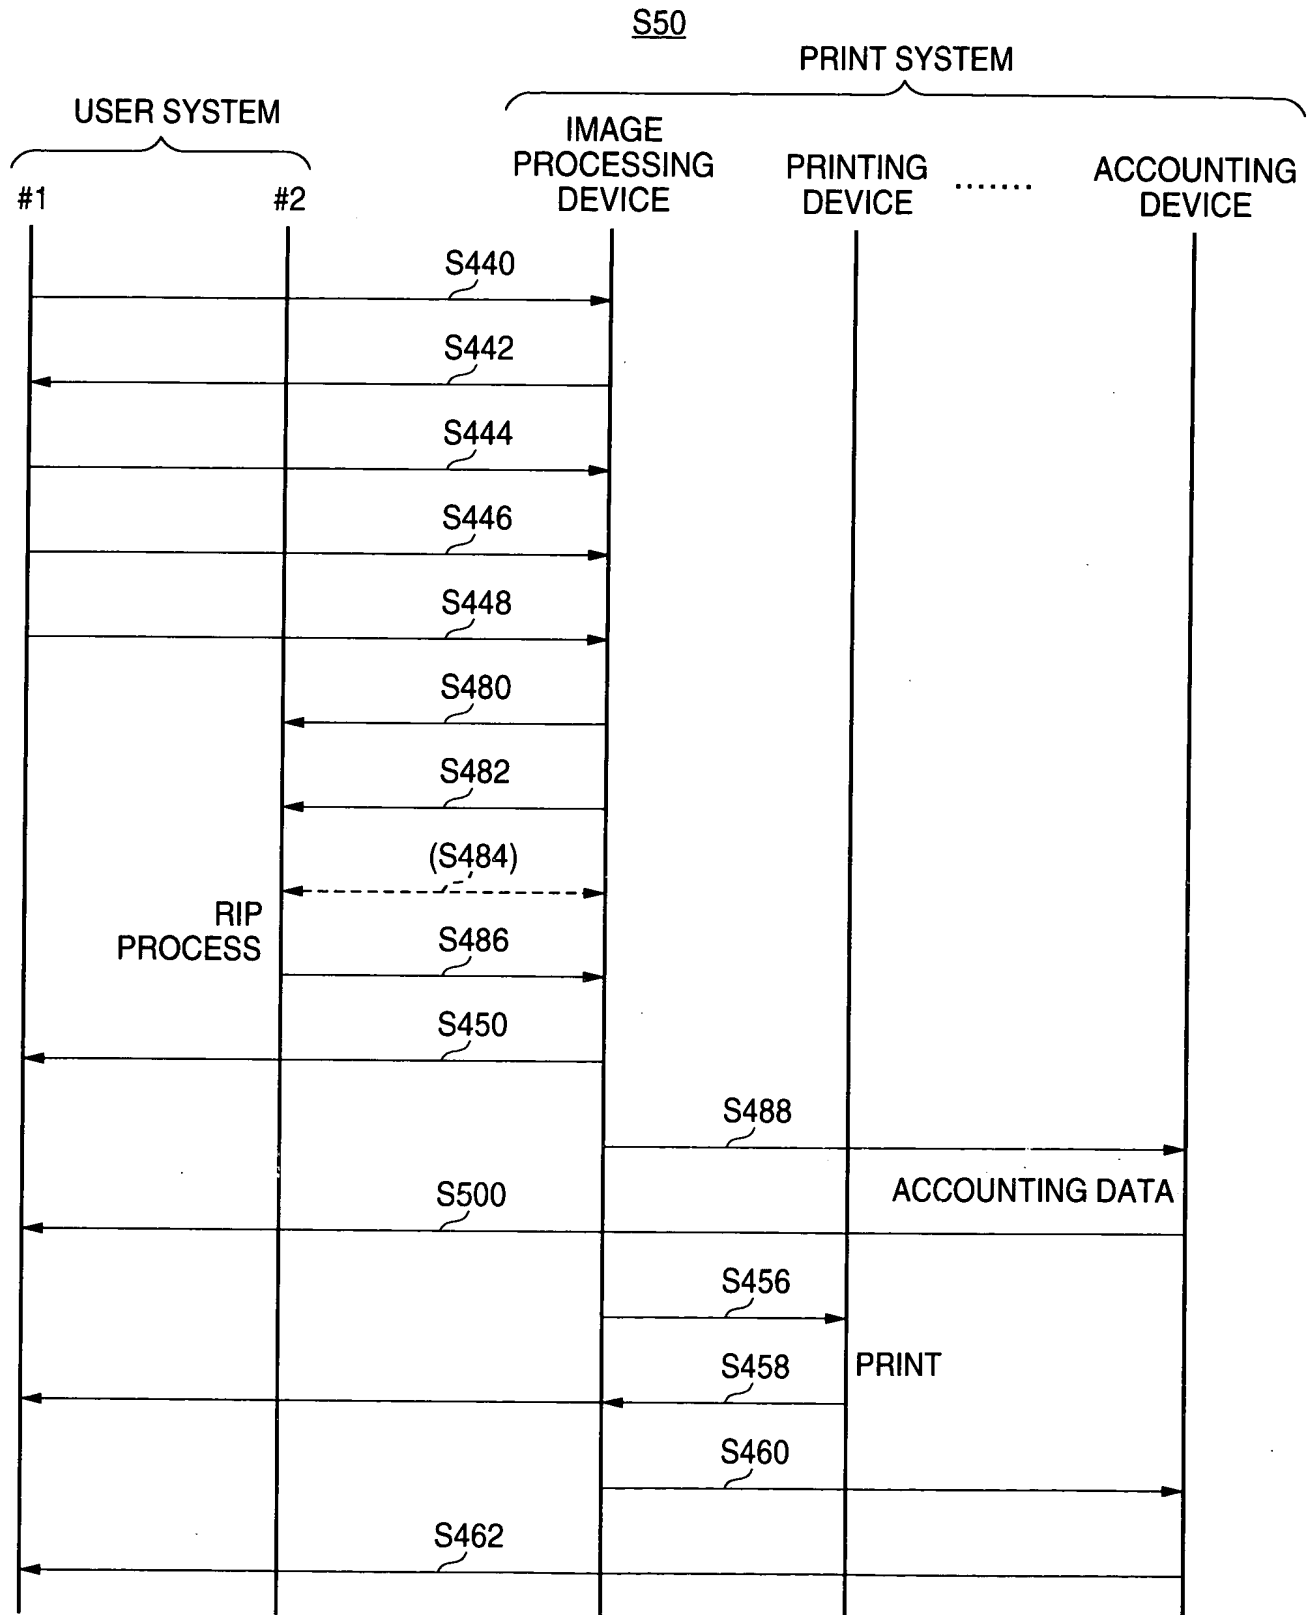 S50
PRINT SYSTEM
USER SYSTEM
#1
#2
IMAGE
PROCESSING
DEVICE
PRINTING
DEVICE
.......
ACCOUNTING
DEVICE
S440
S442
S444
S446
S448
S480
S482
(S484)
RIP
PROCESS
S486
S450
S488
ACCOUNTING DATA
S500
S456
S458
PRINT
S460
S462